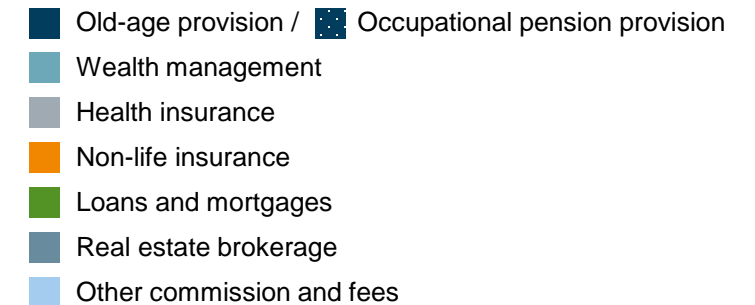 Old-age provision / Occupational pension provision
Wealth management
Health insurance
Non-life insurance
Loans and mortgages
Real estate brokerage
Other commission and fees